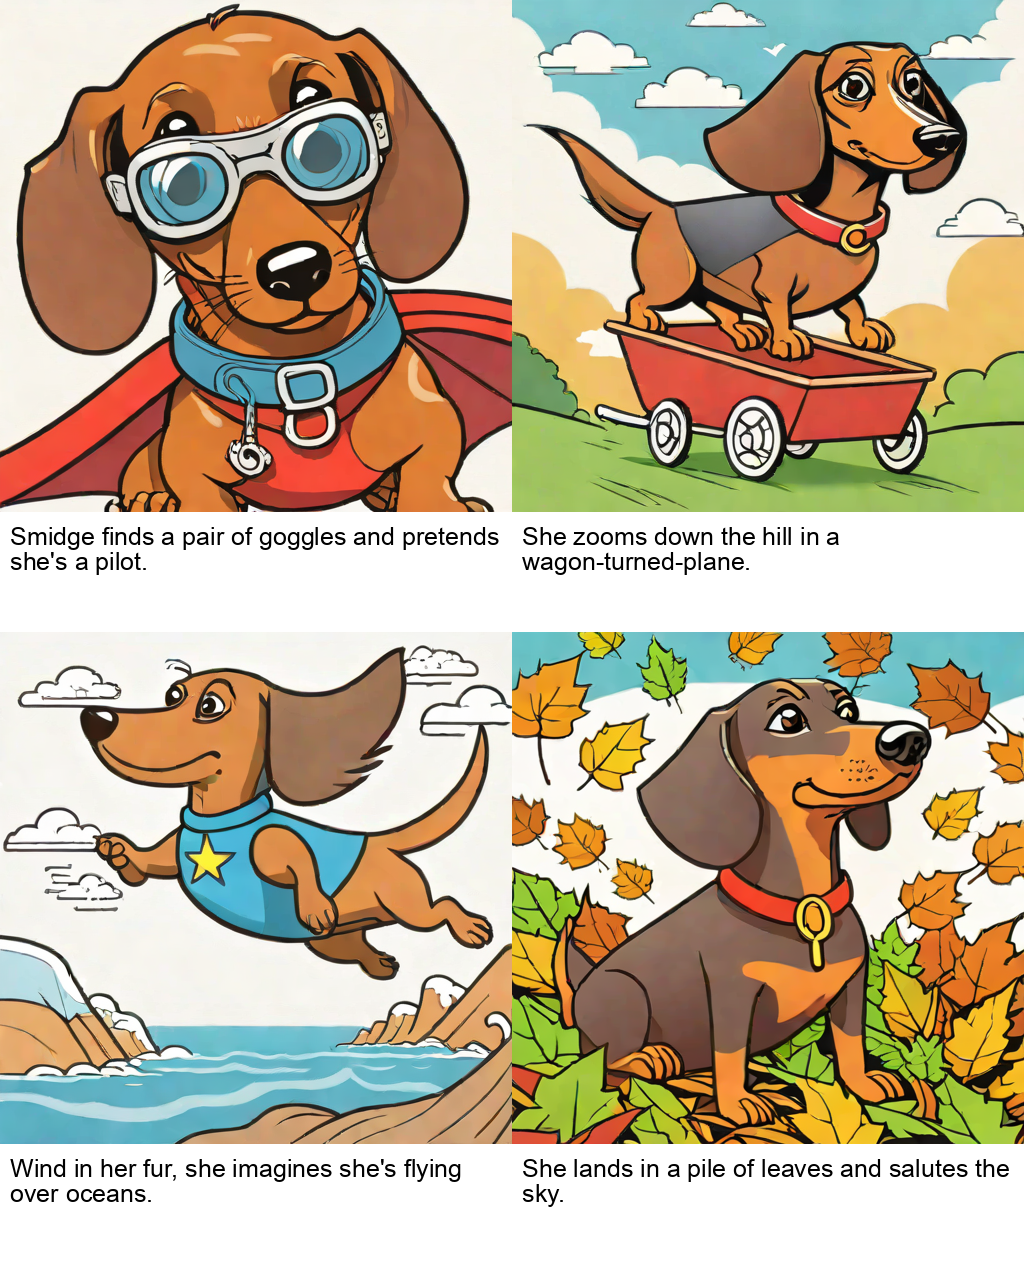 Smidge finds a pair of goggles and pretends
she's a pilot.
She zooms down the hill in a
wagon-turned-plane.
Wind in her fur, she imagines she's flying
over oceans.
She lands in a pile of leaves and salutes the
sky.